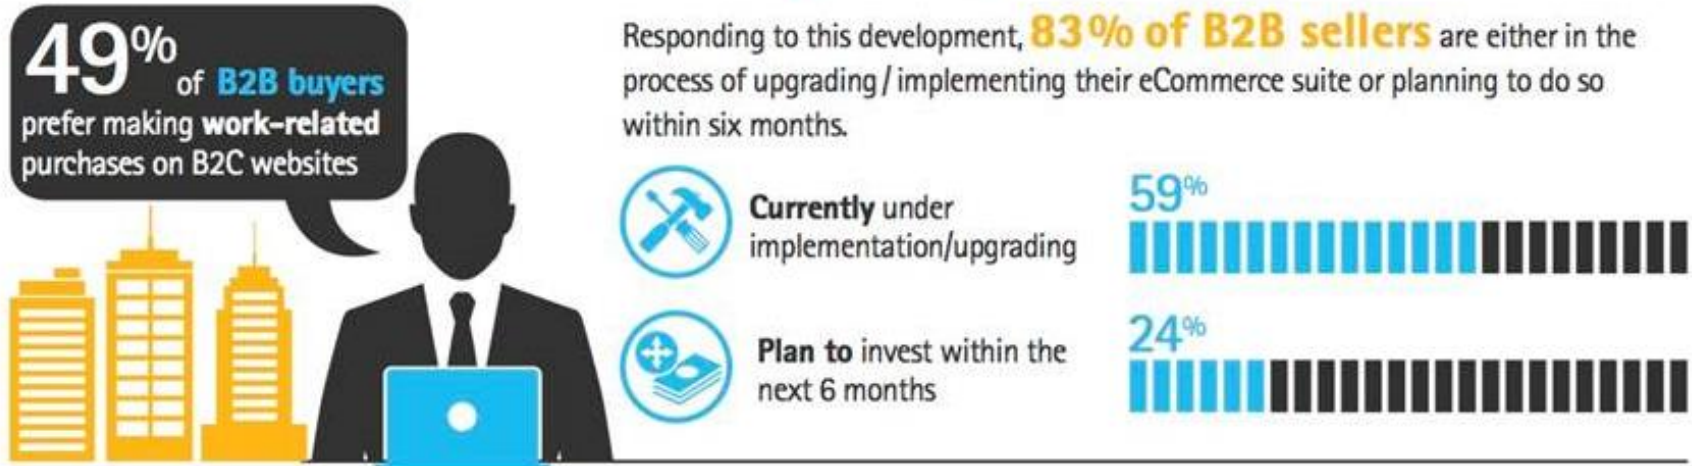 49%
of B2B buyers
prefer making work-related
purchases on B2C websites
Responding to this development, 83% of B2B sellers are either in the
process of upgrading/implementing their eCommerce suite or planning to do so
within six months.
Currently under
implementation/upgrading
59%
Plan to invest within the
next 6 months
24%